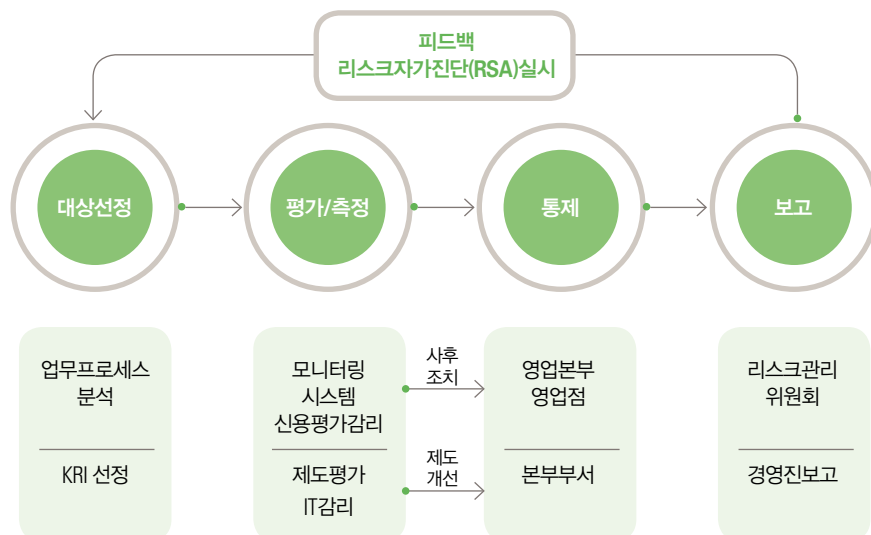 피드백
리스크자가진단(RSA)실시
대상선정
평가/측정
통제
보고
업무프로세스
분석
KRI 선정
모니터링
시스템
신용평가감리
제도평가
IT감리
사후
조치
제도
개선
영업본부
영업점
본부부서
리스크관리
위원회
경영진보고